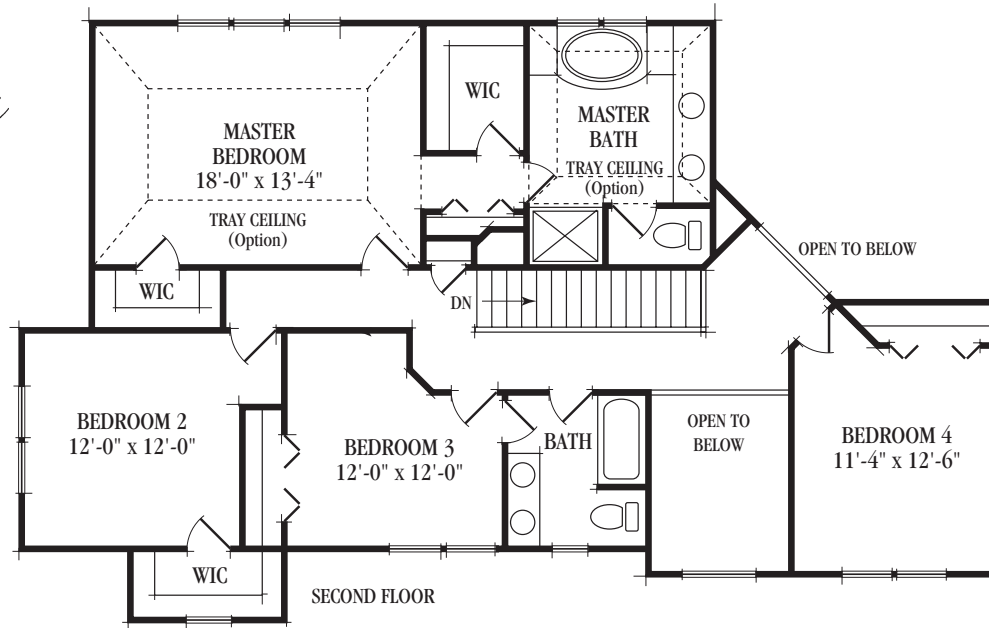 WIC
MASTER
BEDROOM
18'-0" x 13'-4"
TRAY CEILING
(Option)
MASTER
BATH
TRAY CEILING
(Option)
OPEN TO BELOW
WIC
DN
BEDROOM 2
12'-0" x 12'-0"
BEDROOM 3
12'-0" x 12'-0"
BATH
OPEN TO
BELOW
BEDROOM 4
11'-4" x 12'-6"
WIC
SECOND FLOOR